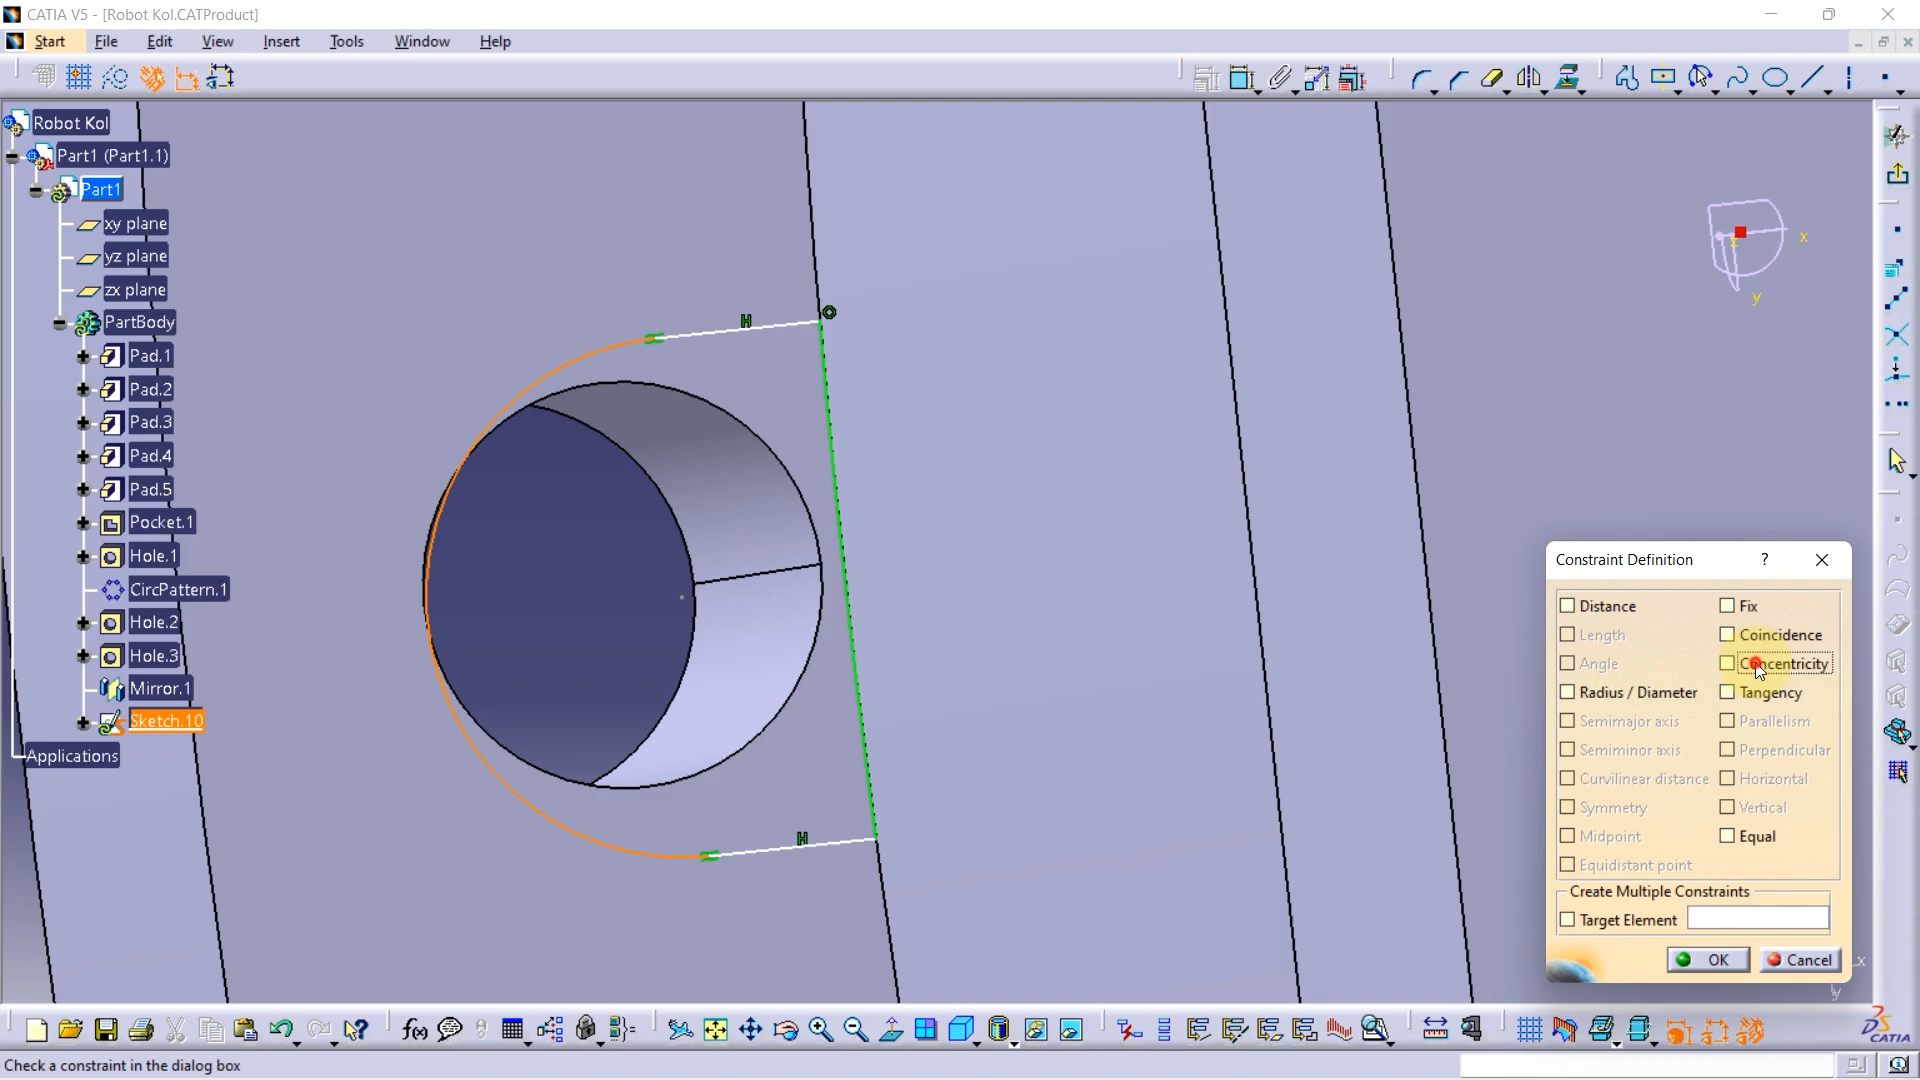 CATIA V5 - [Robot Kol.CATProduct]
Start File Edit View Insert Tools Window Help
Robot Kol
Part1 (Part1.1)
Part1
xy plane
yz plane
zx plane
PartBody
Pad.1
Pad.2
Pad.3
Pad.4
Pad.5
Pocket.1
Hole.1
CircPattern.1
Hole.2
Hole.3
Mirror.1
Sketch.10
Applications
H
H
x
z
y
Constraint Definition ? 
Distance Fix
Length Coincidence
Angle Concentricity
Radius / Diameter Tangency
Semimajor axis Parallelism
Semiminor axis Perpendicular
Curvilinear distance Horizontal
Symmetry Vertical
Midpoint Equal
Equidistant point
Create Multiple Constraints
Target Element
OK Cancel
x
y
f(x)
CATIA
Check a constraint in the dialog box